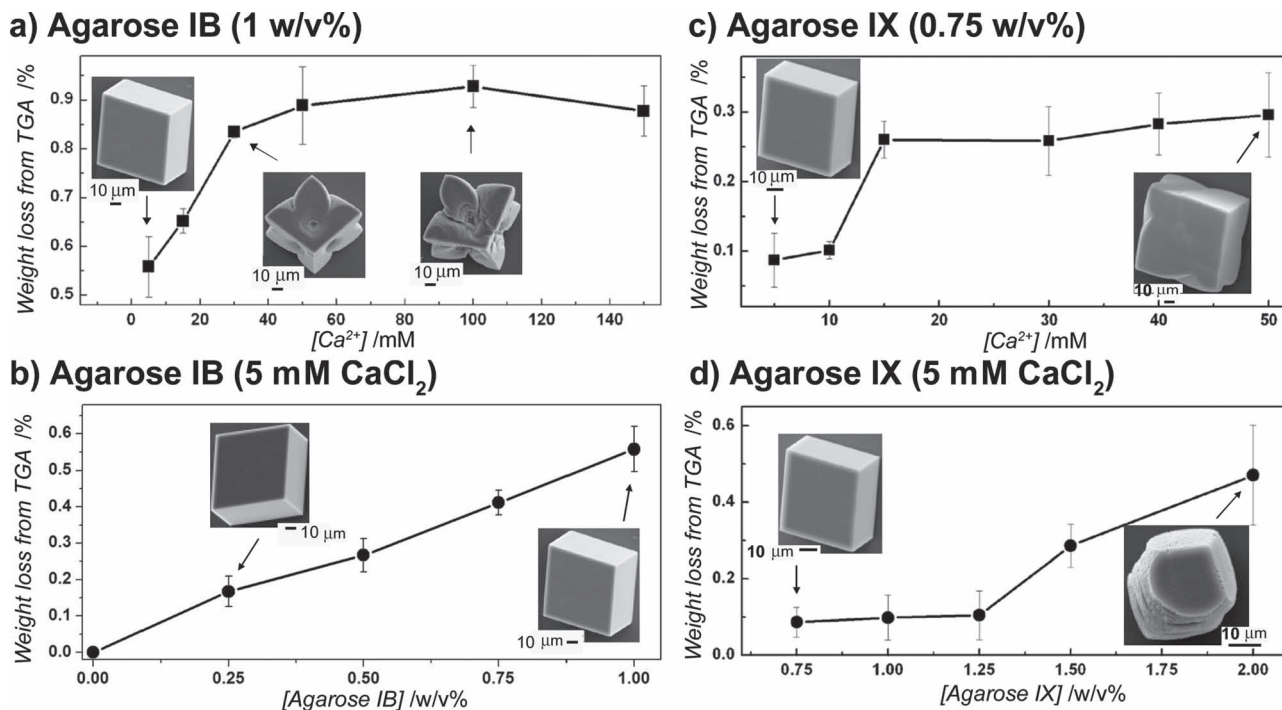 a) Agarose IB (1 w/v%)
Weight loss from TGA /%
0.9
0.8
0.7
0.6
0.5
10 μm
10 μm
10 μm
0 20 40 60 80 100 120 140
[Ca²⁺] /mM
c) Agarose IX (0.75 w/v%)
Weight loss from TGA /%
0.3
0.2
0.1
10 μm
10 μm
10 20 30 40 50
[Ca²⁺] /mM
b) Agarose IB (5 mM CaCl₂)
Weight loss from TGA /%
0.6
0.5
0.4
0.3
0.2
0.1
0.0
10 μm
10 μm
0.00 0.25 0.50 0.75 1.00
[Agarose IB] /w/v%
d) Agarose IX (5 mM CaCl₂)
Weight loss from TGA /%
0.6
0.4
0.2
0.0
10 μm
10 μm
0.75 1.00 1.25 1.50 1.75 2.00
[Agarose IX] /w/v%